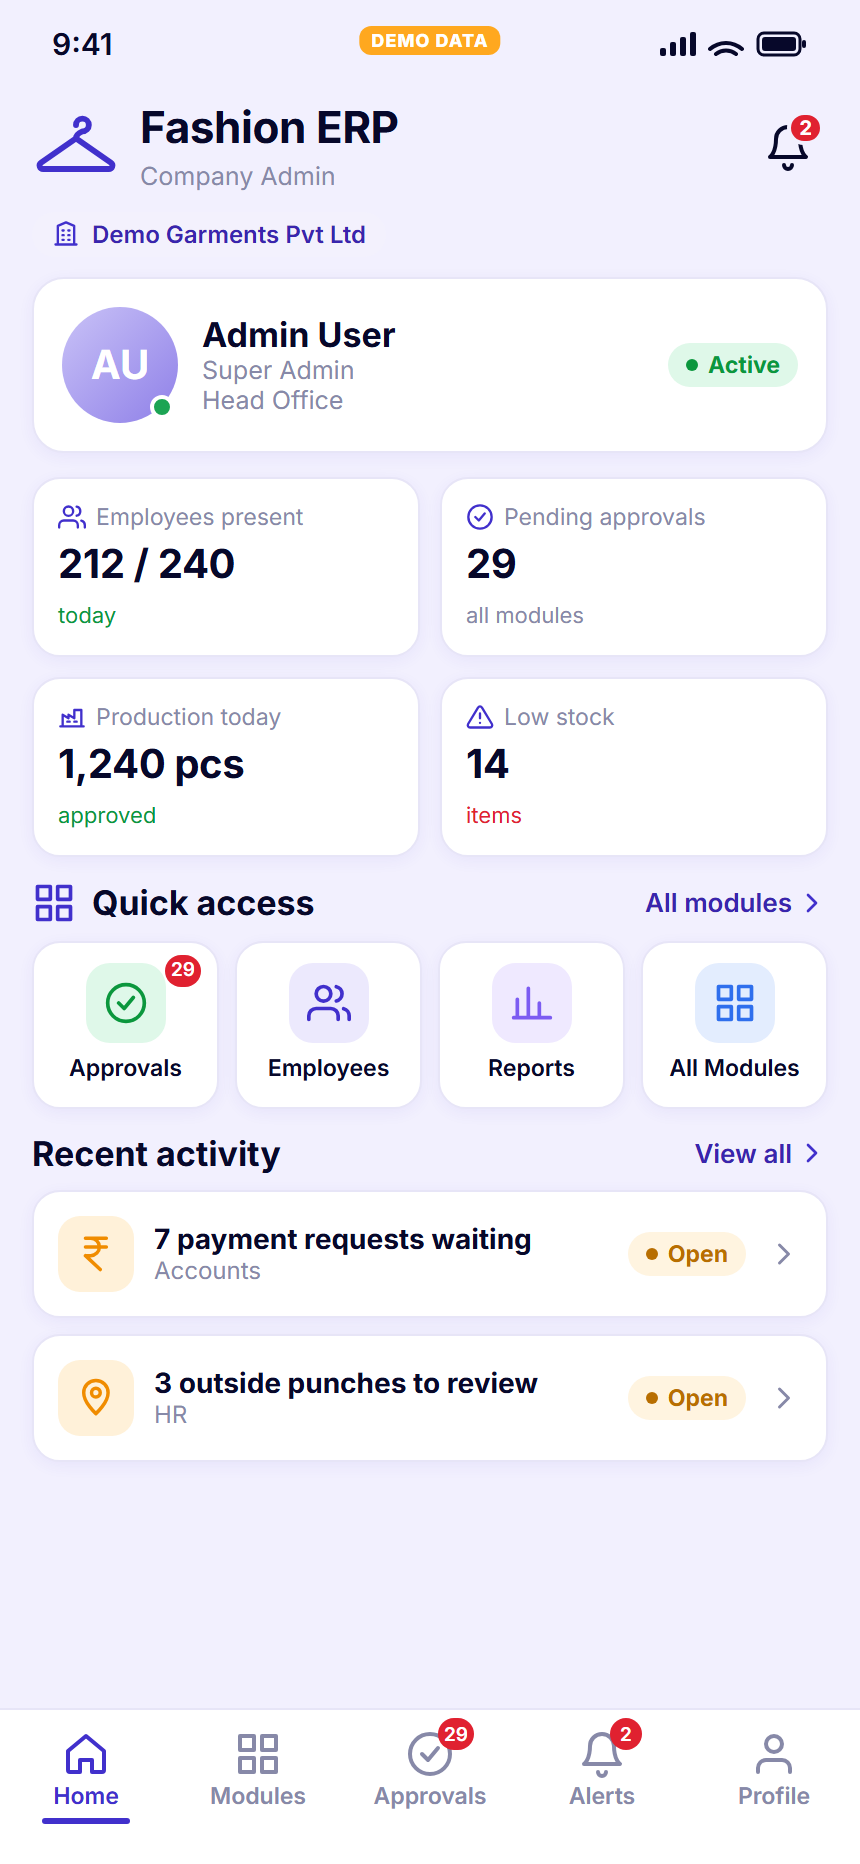 9:41
DEMO DATA
Fashion ERP
2
Company Admin
Demo Garments Pvt Ltd
AU
Admin User
Super Admin
Head Office
Active
Employees present
212 / 240
today
Pending approvals
29
all modules
Production today
1,240 pcs
approved
Low stock
14
items
Quick access
All modules
29
Approvals
Employees
Reports
All Modules
Recent activity
View all
₹
7 payment requests waiting
Accounts
Open
3 outside punches to review
HR
Open
Home
Modules
29
Approvals
2
Alerts
Profile